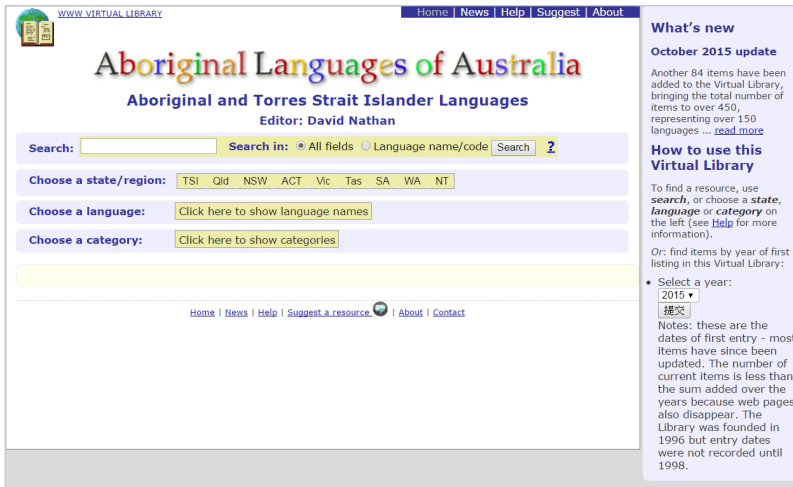 WWW VIRTUAL LIBRARY
Home | News | Help | Suggest | About
Aboriginal Languages of Australia
Aboriginal and Torres Strait Islander Languages
Editor: David Nathan
Search: Search in: All fields Language name/code Search ?
Choose a state/region: TSI Qld NSW ACT Vic Tas SA WA NT
Choose a language: Click here to show language names
Choose a category: Click here to show categories
Home | News | Help | Suggest a resource | About | Contact
What's new
October 2015 update
Another 84 items have been
added to the Virtual Library,
bringing the total number of
items to over 450,
representing over 150
languages ... read more
How to use this
Virtual Library
To find a resource, use
search, or choose a state,
language or category on
the left (see Help for more
information).
Or: find items by year of first
listing in this Virtual Library:
• Select a year:
2015
提交
Notes: these are the
dates of first entry - most
items have since been
updated. The number of
current items is less than
the sum added over the
years because web pages
also disappear. The
Library was founded in
1996 but entry dates
were not recorded until
1998.